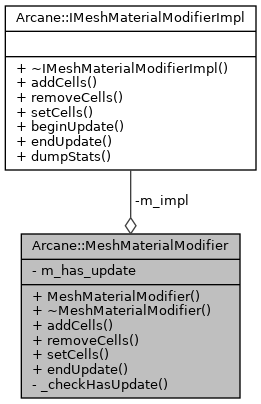 Arcane::IMeshMaterialModifierImpl
+ ~IMeshMaterialModifierImpl()
+ addCells()
+ removeCells()
+ setCells()
+ beginUpdate()
+ endUpdate()
+ dumpStats()
-m_impl
Arcane::MeshMaterialModifier
- m_has_update
+ MeshMaterialModifier()
+ ~MeshMaterialModifier()
+ addCells()
+ removeCells()
+ setCells()
+ endUpdate()
- _checkHasUpdate()